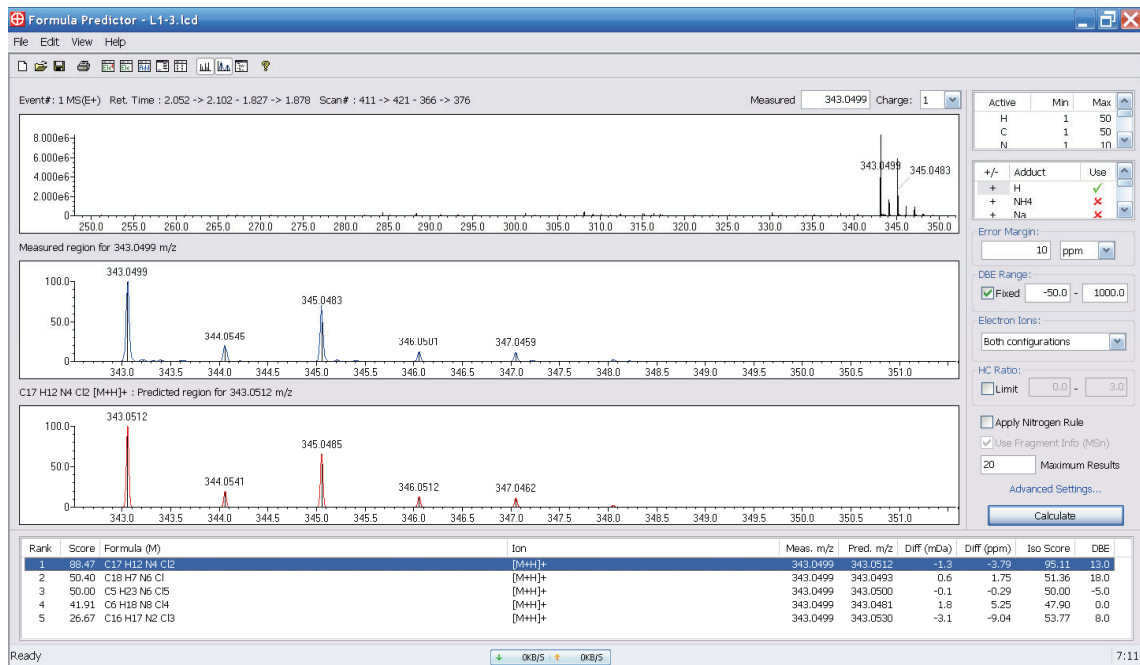 Formula Predictor - L1-3.lcd
File Edit View Help
Event#: 1 MS(E+) Ret. Time : 2.052 -> 2.102 - 1.827 -> 1.878 Scan# : 411 -> 421 - 366 -> 376
Measured 343.0499 Charge: 1
8.000e6
6.000e6
4.000e6
2.000e6
0
343.0499
345.0483
250.0 255.0 260.0 265.0 270.0 275.0 280.0 285.0 290.0 295.0 300.0 305.0 310.0 315.0 320.0 325.0 330.0 335.0 340.0 345.0 350.0
Measured region for 343.0499 m/z
100.0
50.0
0
343.0499
344.0545
345.0483
346.0501
347.0459
343.0 343.5 344.0 344.5 345.0 345.5 346.0 346.5 347.0 347.5 348.0 348.5 349.0 349.5 350.0 350.5 351.0
C17 H12 N4 Cl2 [M+H]+ : Predicted region for 343.0512 m/z
100.0
50.0
0
343.0512
344.0541
345.0485
346.0512
347.0462
343.0 343.5 344.0 344.5 345.0 345.5 346.0 346.5 347.0 347.5 348.0 348.5 349.0 349.5 350.0 350.5 351.0
Active Min Max
H 1 50
C 1 50
N 1 10
+/- Adduct Use
+ H
+ NH4
+ Na
Error Margin:
10 ppm
DBE Range:
Fixed -50.0 - 1000.0
Electron Ions:
Both configurations
HC Ratio:
Limit 0.0 - 3.0
Apply Nitrogen Rule
Use Fragment Info (MSn)
20 Maximum Results
Advanced Settings...
Calculate
Rank Score Formula (M) Ion Meas. m/z Pred. m/z Diff (mDa) Diff (ppm) Iso Score DBE
1 88.47 C17 H12 N4 Cl2 [M+H]+ 343.0499 343.0512 -1.3 -3.79 95.11 13.0
2 50.40 C18 H7 N6 Cl [M+H]+ 343.0499 343.0493 0.6 1.75 51.36 18.0
3 50.00 C5 H23 N6 Cl5 [M+H]+ 343.0499 343.0500 -0.1 -0.29 50.00 -5.0
4 41.91 C6 H18 N8 Cl4 [M+H]+ 343.0499 343.0481 1.8 5.25 47.90 0.0
5 26.67 C16 H17 N2 Cl3 [M+H]+ 343.0499 343.0530 -3.1 -9.04 53.77 8.0
Ready
0KB/S 0KB/S
7:11